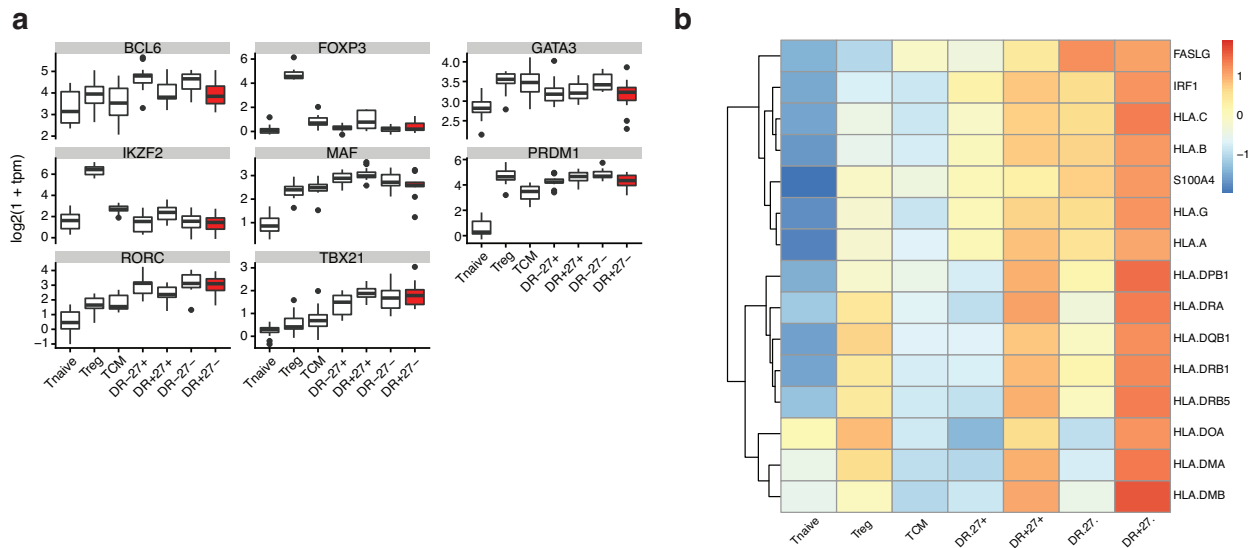 a
BCL6
FOXP3
GATA3
5
4
3
2
6
4
2
0
4.0
3.5
3.0
2.5
IKZF2
MAF
PRDM1
6
4
2
0
3
2
1
6
4
2
0
RORC
TBX21
4
3
2
1
0
−1
3
2
1
0
log2(1 + tpm)
Tnaive
Treg
TCM
DR−27+
DR+27+
DR−27−
DR+27−
Tnaive
Treg
TCM
DR−27+
DR+27+
DR−27−
DR+27−
Tnaive
Treg
TCM
DR−27+
DR+27+
DR−27−
DR+27−
b
FASLG
IRF1
HLA.C
HLA.B
S100A4
HLA.G
HLA.A
HLA.DPB1
HLA.DRA
HLA.DQB1
HLA.DRB1
HLA.DRB5
HLA.DOA
HLA.DMA
HLA.DMB
1
0
−1
Tnaive
Treg
TCM
DR.27+
DR+27+
DR.27.
DR+27.